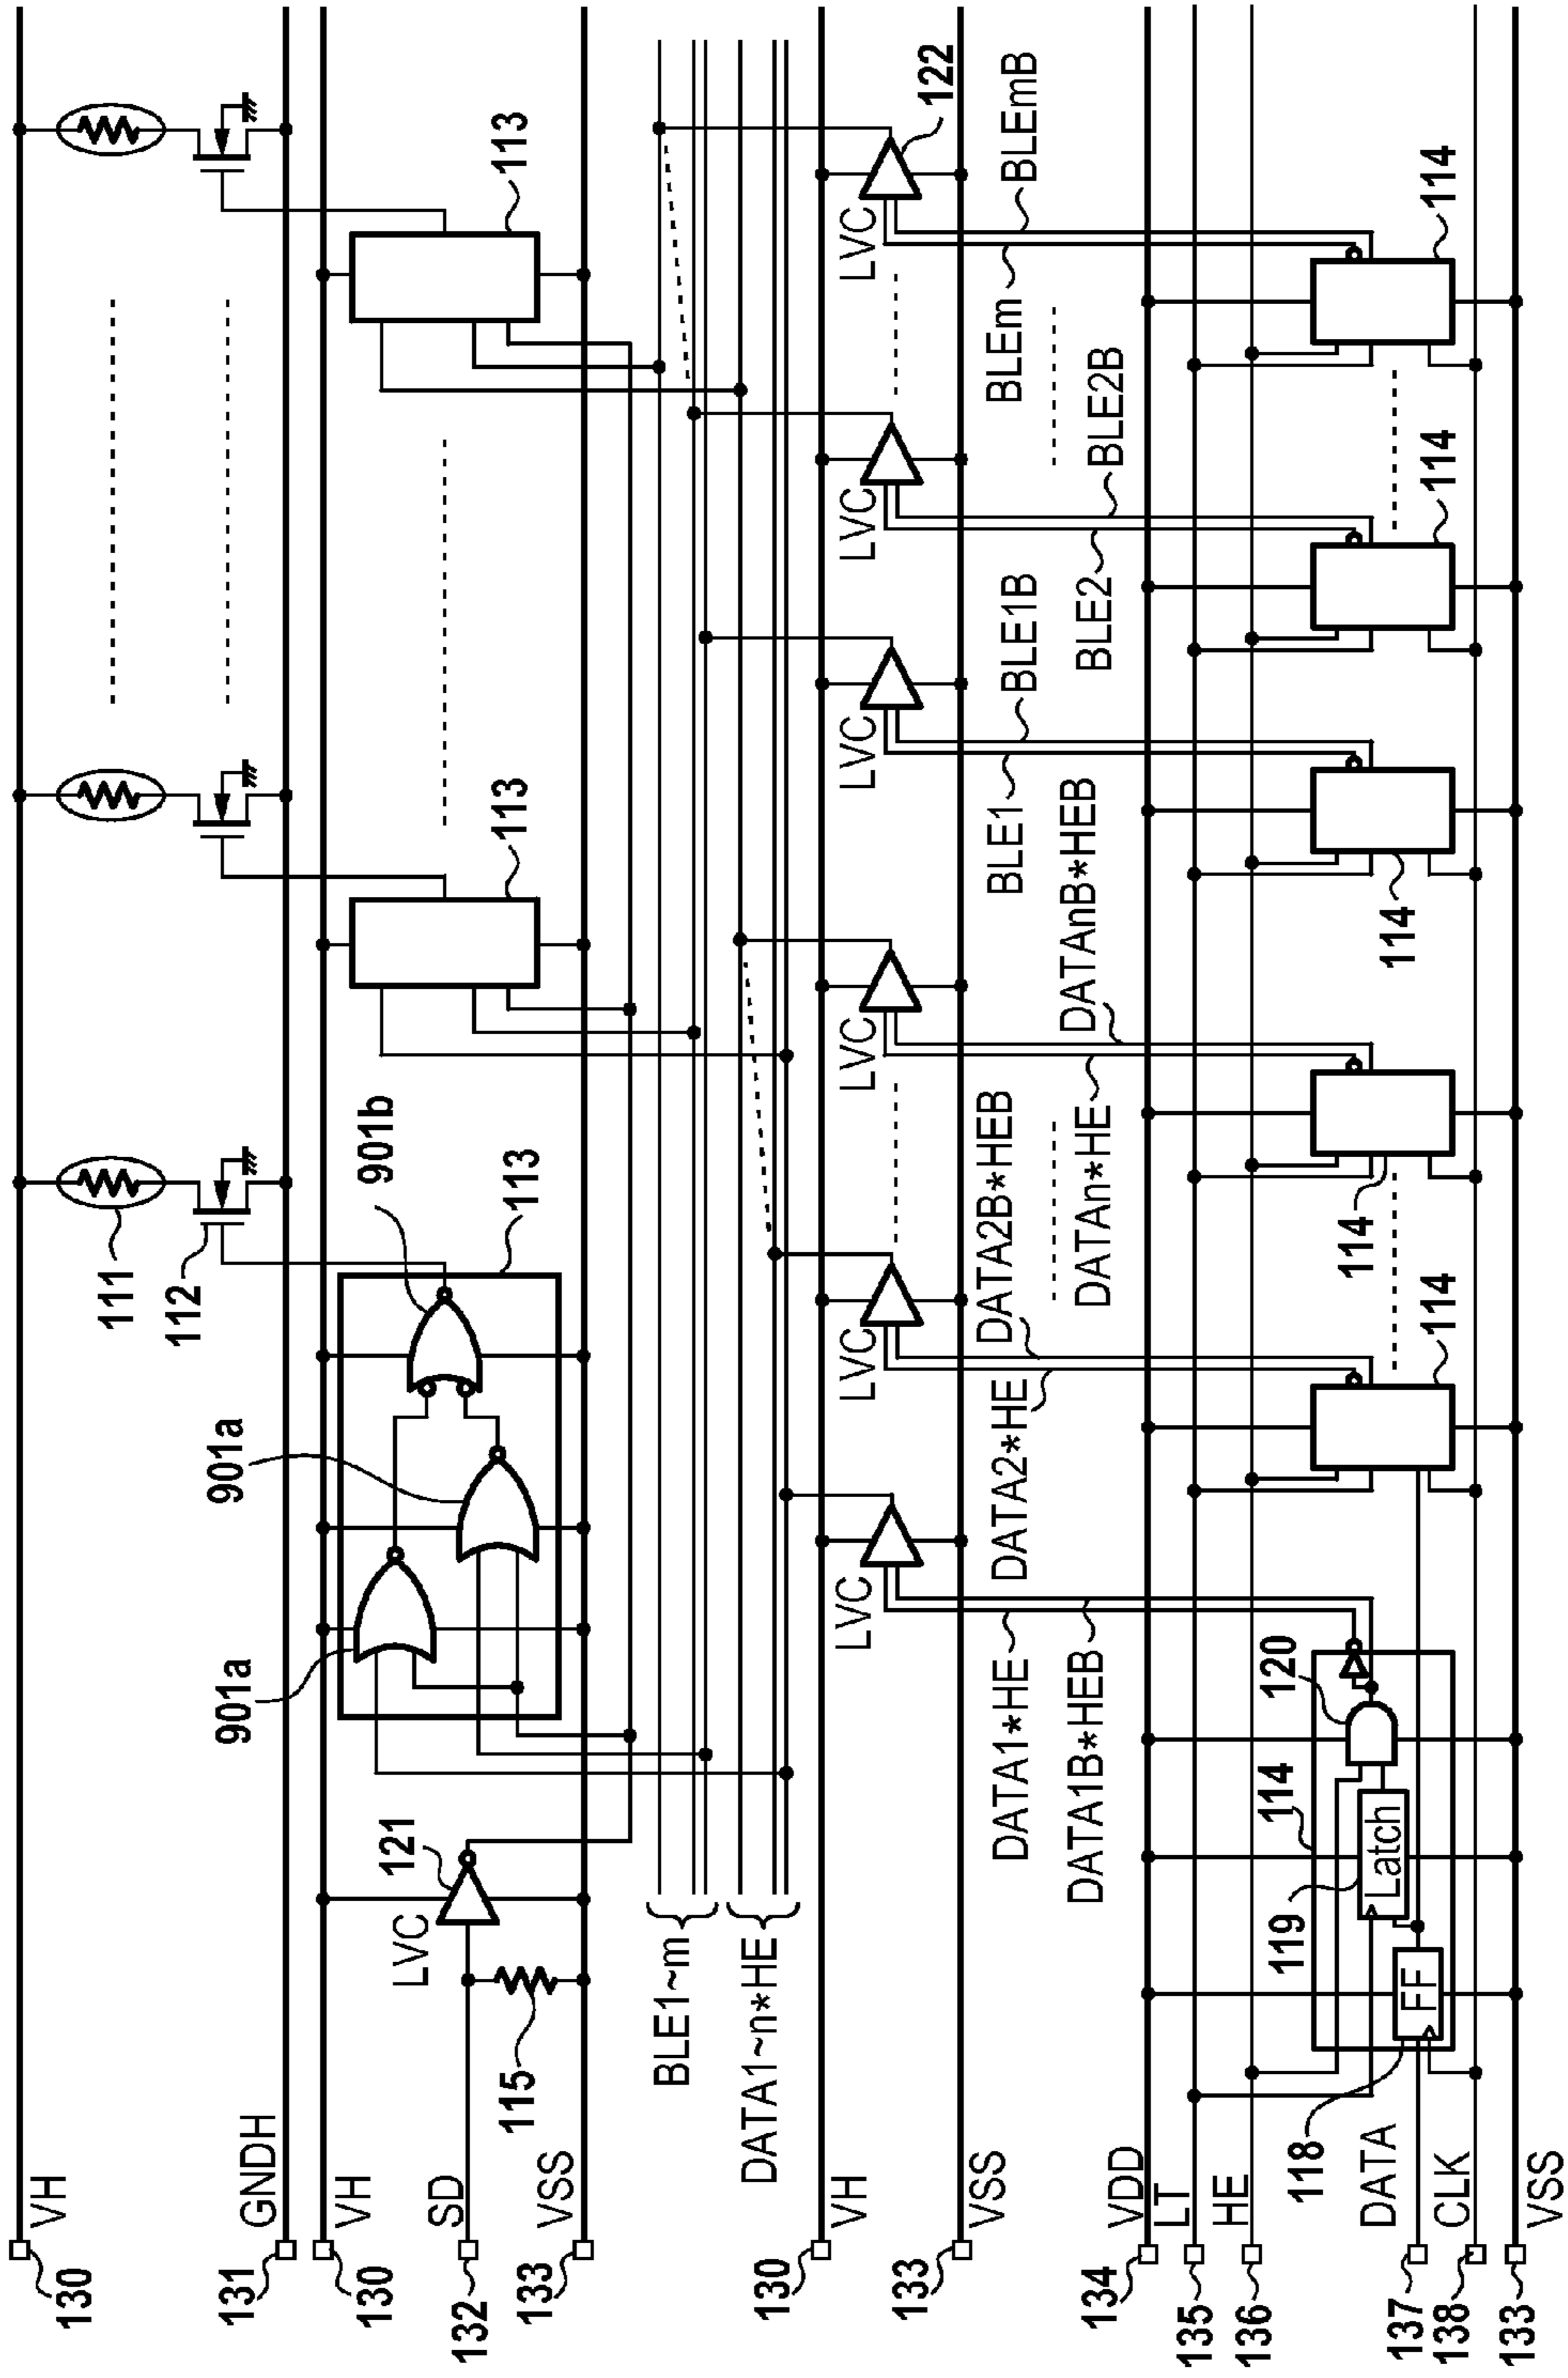 VH
130
111
112
GNDH
131
VH
130
901a
901a
901b
113
113
113
SD
132
LVC
121
115
VSS
133
BLE1~m
DATA1~n*HE
VH
130
LVC
LVC
LVC
LVC
LVC
LVC
122
VSS
133
DATA1*HE
DATA1B*HEB
DATA2*HE
DATA2B*HEB
DATAn*HE
DATAnB*HEB
BLE1
BLE1B
BLE2
BLE2B
BLEm
BLEmB
VDD
134
LT
135
HE
136
118
FF
119
Latch
114
120
114
114
114
114
114
DATA
137
CLK
138
VSS
133